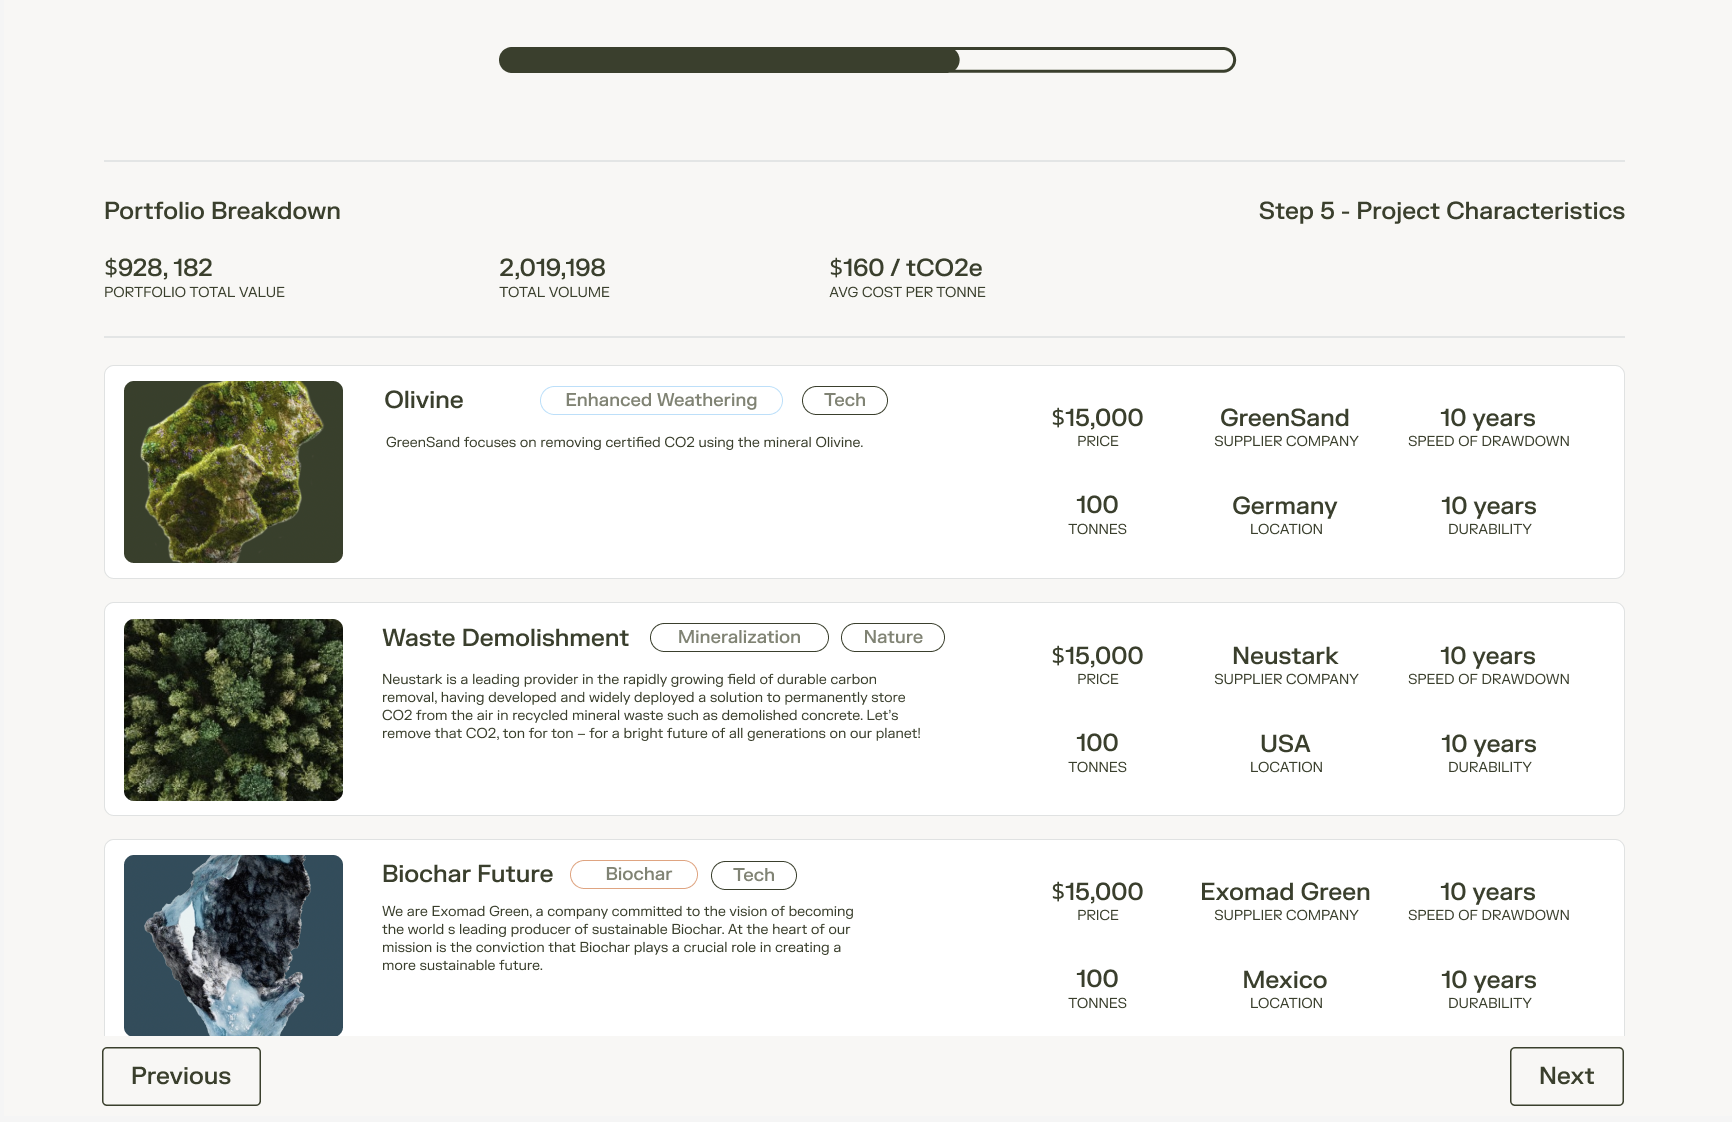 Portfolio Breakdown
Step 5 - Project Characteristics
$928, 182
PORTFOLIO TOTAL VALUE
2,019,198
TOTAL VOLUME
$160 / tCO2e
AVG COST PER TONNE
Olivine
Enhanced Weathering
Tech
GreenSand focuses on removing certified CO2 using the mineral Olivine.
$15,000
PRICE
GreenSand
SUPPLIER COMPANY
10 years
SPEED OF DRAWDOWN
100
TONNES
Germany
LOCATION
10 years
DURABILITY
Waste Demolishment
Mineralization
Nature
Neustark is a leading provider in the rapidly growing field of durable carbon
removal, having developed and widely deployed a solution to permanently store
CO2 from the air in recycled mineral waste such as demolished concrete. Let's
remove that CO2, ton for ton – for a bright future of all generations on our planet!
$15,000
PRICE
Neustark
SUPPLIER COMPANY
10 years
SPEED OF DRAWDOWN
100
TONNES
USA
LOCATION
10 years
DURABILITY
Biochar Future
Biochar
Tech
We are Exomad Green, a company committed to the vision of becoming
the world s leading producer of sustainable Biochar. At the heart of our
mission is the conviction that Biochar plays a crucial role in creating a
more sustainable future.
$15,000
PRICE
Exomad Green
SUPPLIER COMPANY
10 years
SPEED OF DRAWDOWN
100
TONNES
Mexico
LOCATION
10 years
DURABILITY
Previous
Next